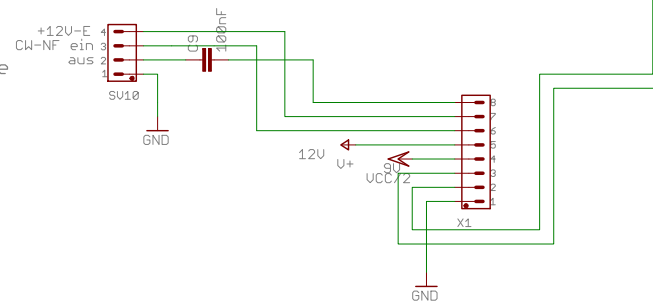 +12V-E 4
CW-NF ein 3
aus 2
1
SV10
C9
100nF
GND
8
7
6
12V
V+
5
9V
VCC/2
4
3
2
1
X1
GND